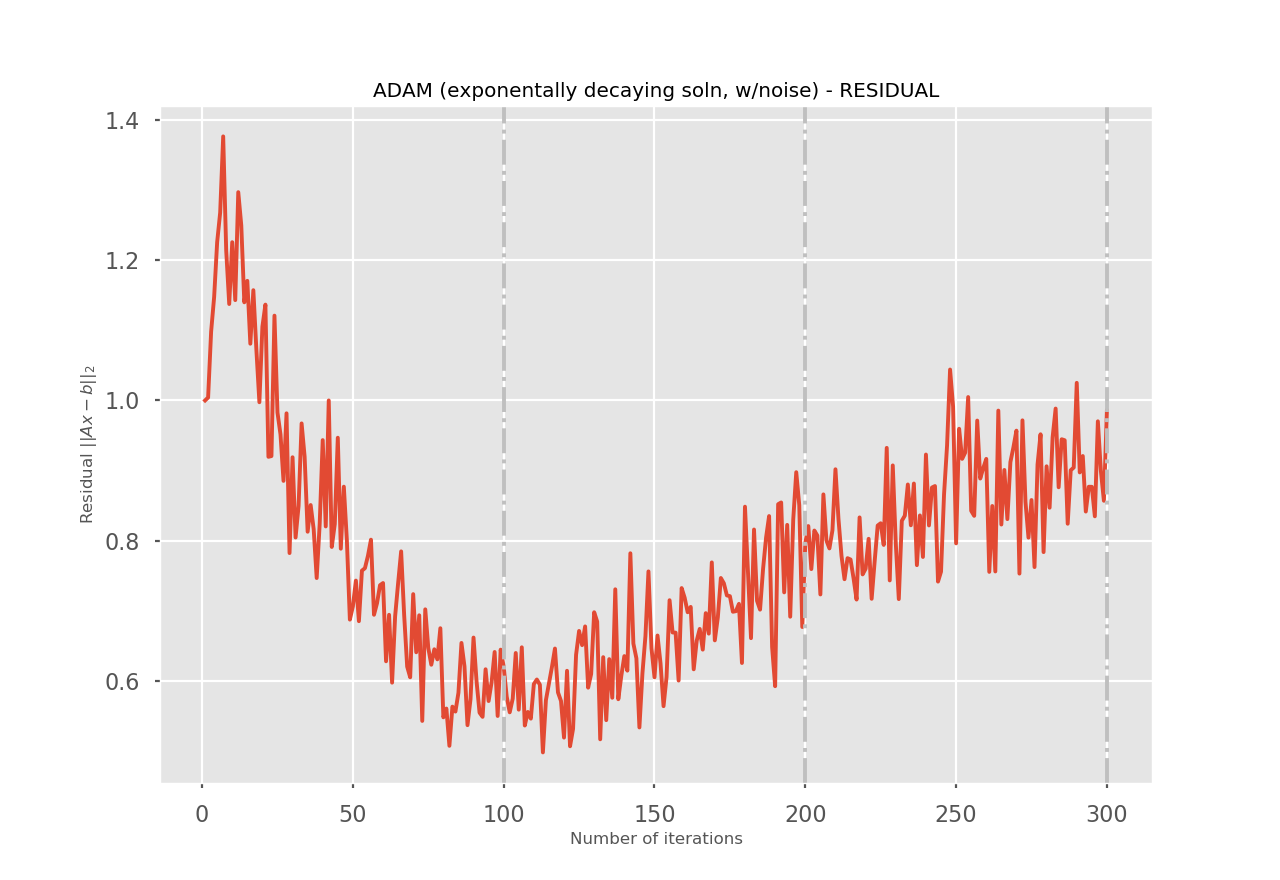 ADAM (exponentially decaying soln, w/noise) - RESIDUAL
1.4
1.2
1.0
0.8
0.6
Residual ||Ax − b||₂
0 50 100 150 200 250 300
Number of iterations